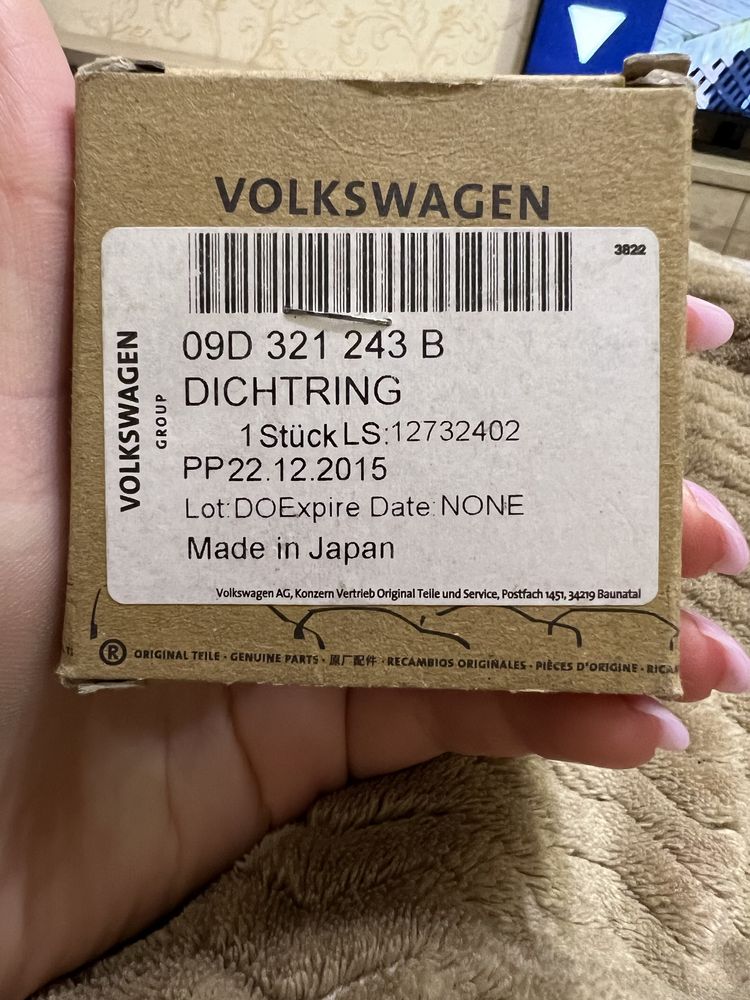 VOLKSWAGEN
3822
VOLKSWAGEN
GROUP
09D 321 243 B
DICHTRING
1 Stück LS:12732402
PP22.12.2015
Lot:DOExpire Date:NONE
Made in Japan
Volkswagen AG, Konzern Vertrieb Original Teile und Service, Postfach 1451, 34219 Baunatal
® ORIGINAL TEILE · GENUINE PARTS · 原厂配件 · RECAMBIOS ORIGINALES · PIÈCES D'ORIGINE · RICA